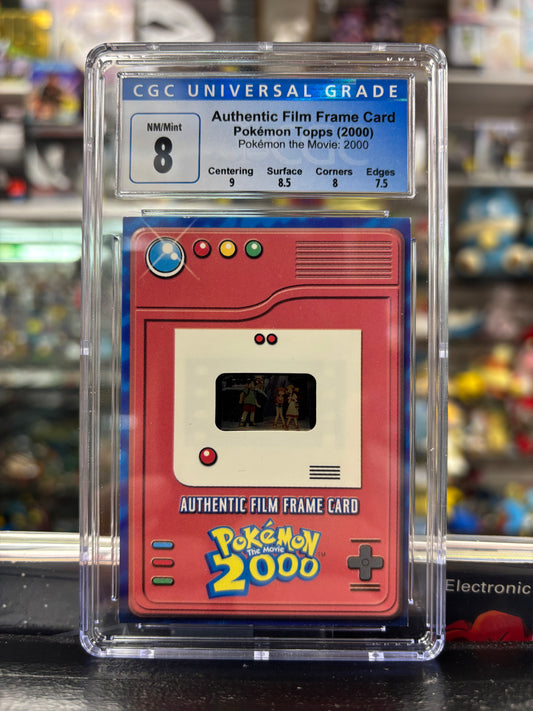 CGC UNIVERSAL GRADE
NM/Mint
8
Authentic Film Frame Card
Pokémon Topps (2000)
Pokémon the Movie: 2000
Centering Surface Corners Edges
9 8.5 8 7.5
AUTHENTIC FILM FRAME CARD
POKéMON
The Movie
2000
TM
Electronic